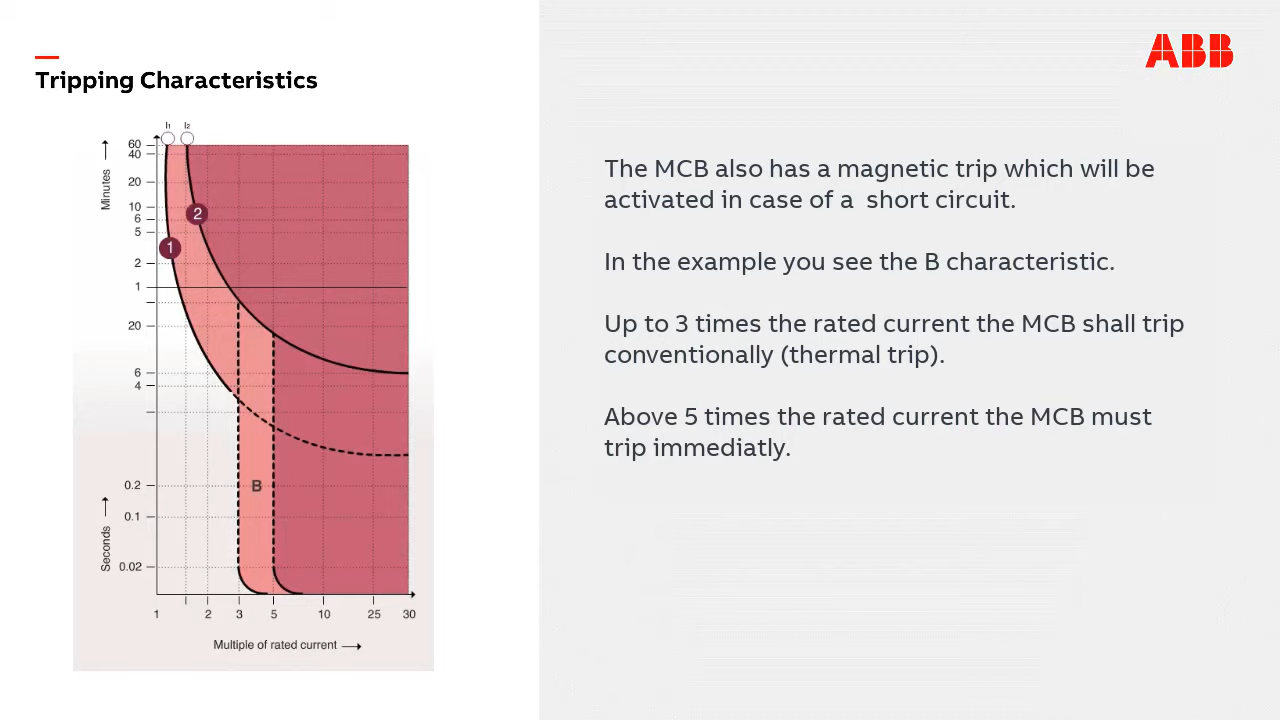 ABB
Tripping Characteristics
I1 I2
Minutes
60
40
20
10
6
5
2
1
20
6
4
0.2
0.1
0.02
Seconds
1
2
B
1 2 3 5 10 25 30
Multiple of rated current
The MCB also has a magnetic trip which will be
activated in case of a short circuit.
In the example you see the B characteristic.
Up to 3 times the rated current the MCB shall trip
conventionally (thermal trip).
Above 5 times the rated current the MCB must
trip immediatly.